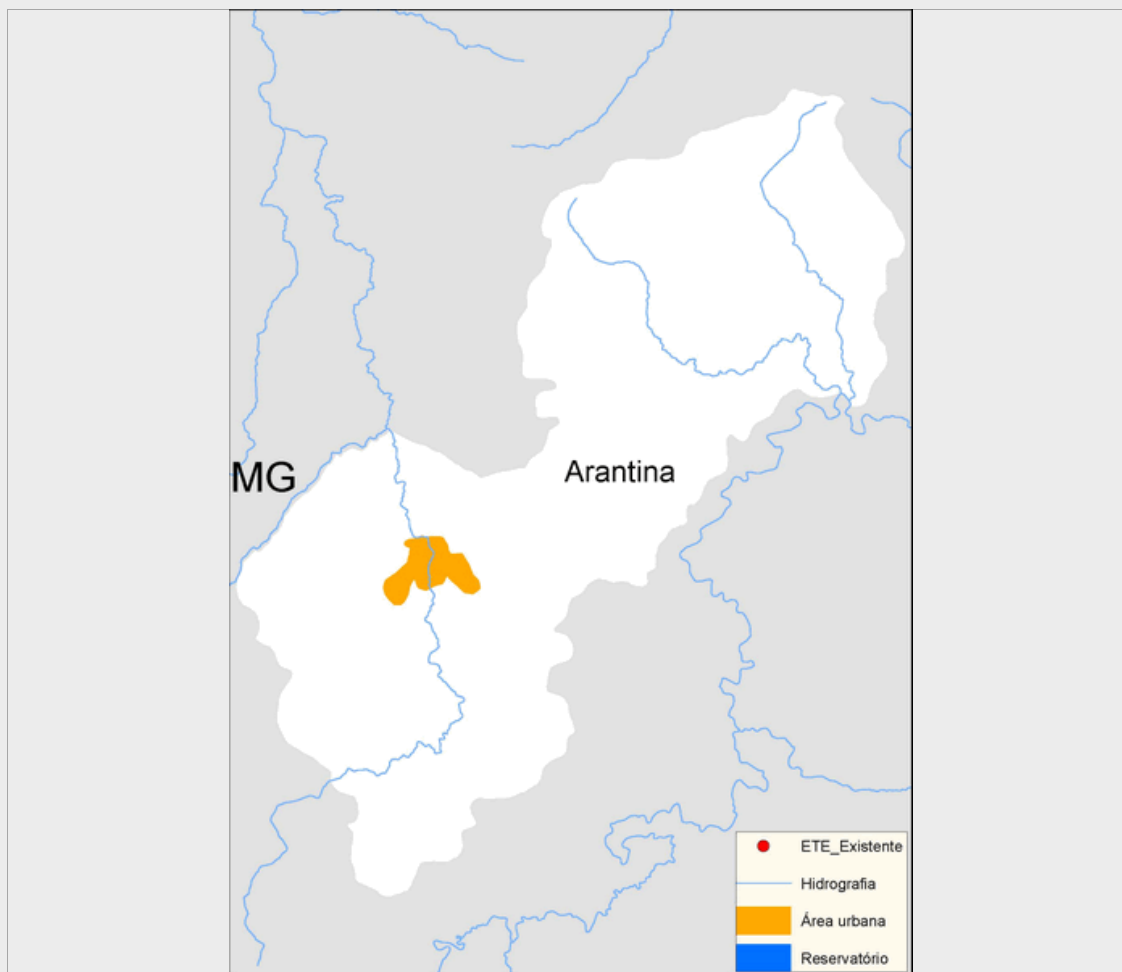 MG
Arantina
ETE_Existente
Hidrografia
Área urbana
Reservatório